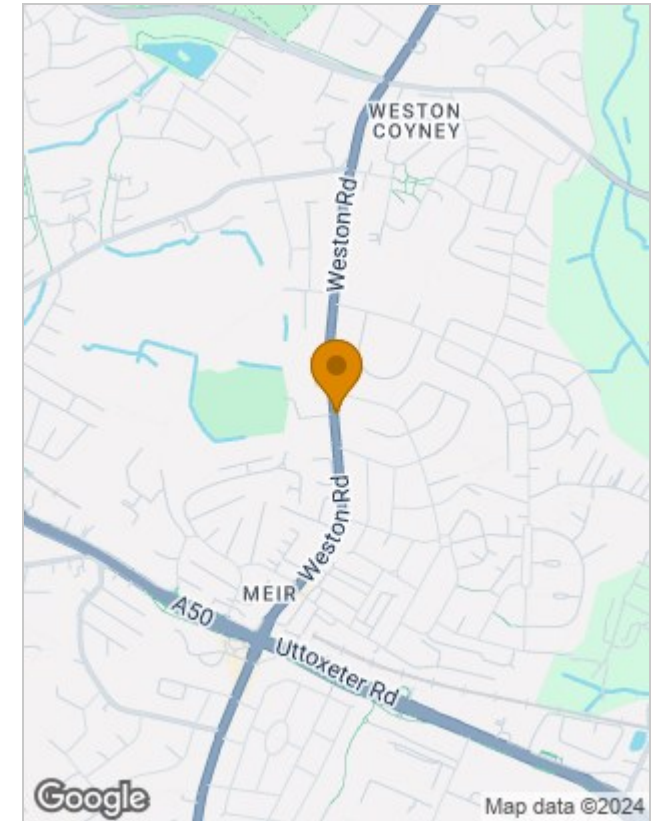 WESTON
COYNEY
Weston Rd
Weston Rd
MEIR
A50
Uttoxeter Rd
Google
Map data ©2024